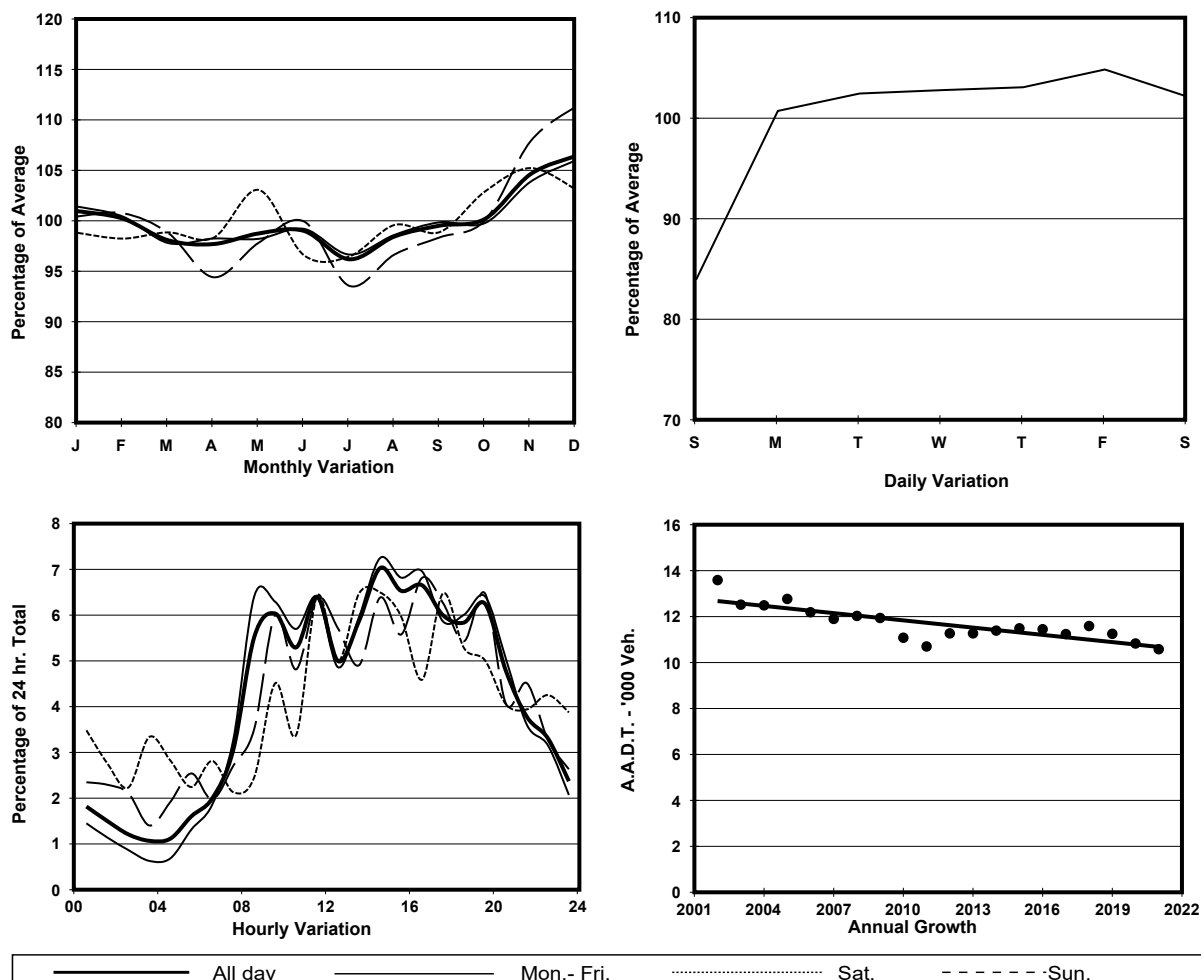 120
115
110
105
100
95
90
85
80
Percentage of Average
J F M A M J J A S O N D
Monthly Variation
110
100
90
80
70
Percentage of Average
S M T W T F S
Daily Variation
8
7
6
5
4
3
2
1
0
Percentage of 24 hr. Total
00 04 08 12 16 20 24
Hourly Variation
16
14
12
10
8
6
4
2
0
A.A.D.T. - '000 Veh.
2001 2004 2007 2010 2013 2016 2019 2022
Annual Growth
All day Mon.- Fri. Sat. Sun.